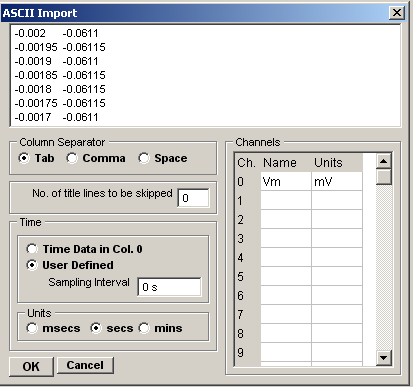 ASCII Import
-0.002 -0.0611
-0.00195 -0.06115
-0.0019 -0.0611
-0.00185 -0.06115
-0.0018 -0.06115
-0.00175 -0.06115
-0.0017 -0.0611
Column Separator
Tab Comma Space
No. of title lines to be skipped 0
Time
Time Data in Col. 0
User Defined
Sampling Interval 0 s
Units
msecs secs mins
OK Cancel
Channels
Ch. Name Units
0 Vm mV
1
2
3
4
5
6
7
8
9